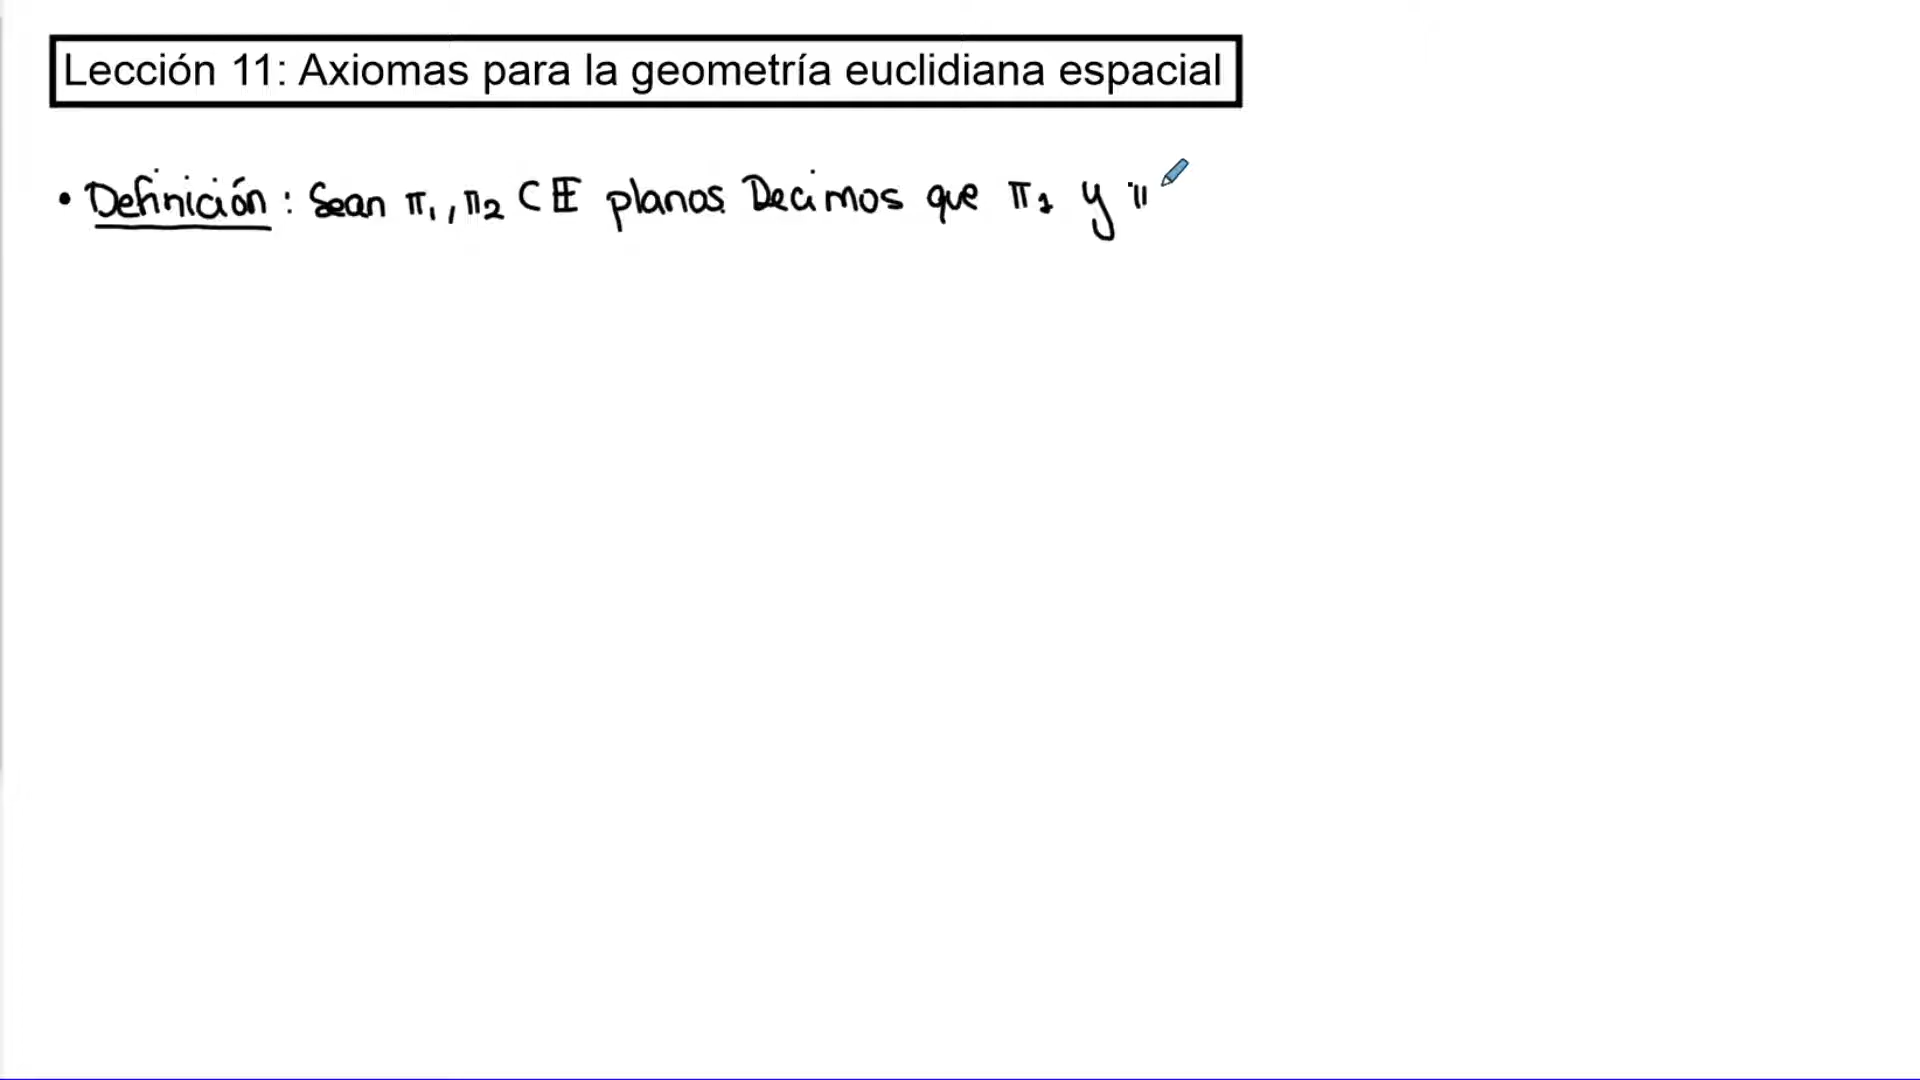 Lección 11: Axiomas para la geometría euclidiana espacial
• Definición: Sean π₁, π₂ ⊂ 𝔼 planos. Decimos que π₁ y π